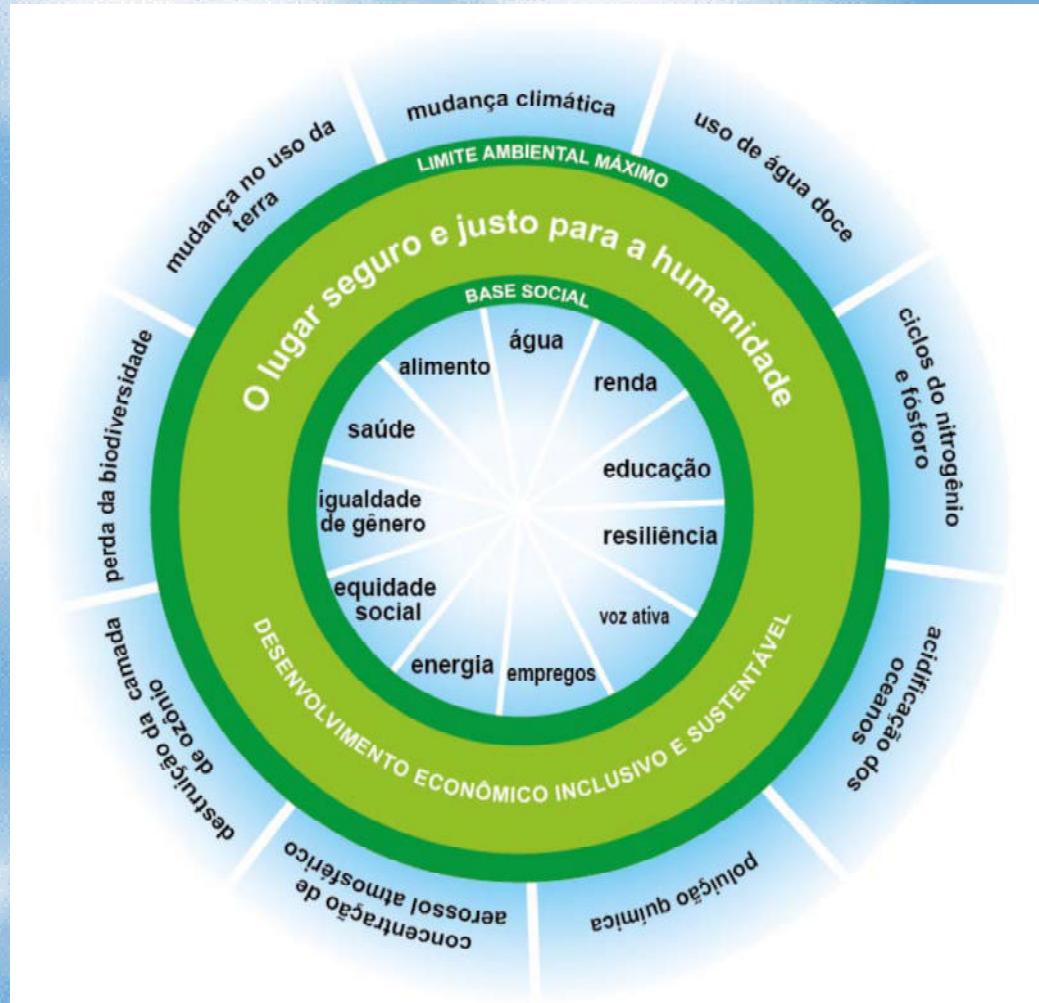 mudança climática
uso de água doce
ciclos do nitrogênio
e fósforo
acidificação dos
oceanos
poluição química
concentração de
aerossol atmosférico
destruição da camada
de ozônio
perda da biodiversidade
mudança no uso da
terra
LIMITE AMBIENTAL MÁXIMO
O lugar seguro e justo para a humanidade
BASE SOCIAL
água
renda
educação
resiliência
voz ativa
empregos
energia
equidade
social
igualdade
de gênero
saúde
alimento
DESENVOLVIMENTO ECONÔMICO INCLUSIVO E SUSTENTÁVEL